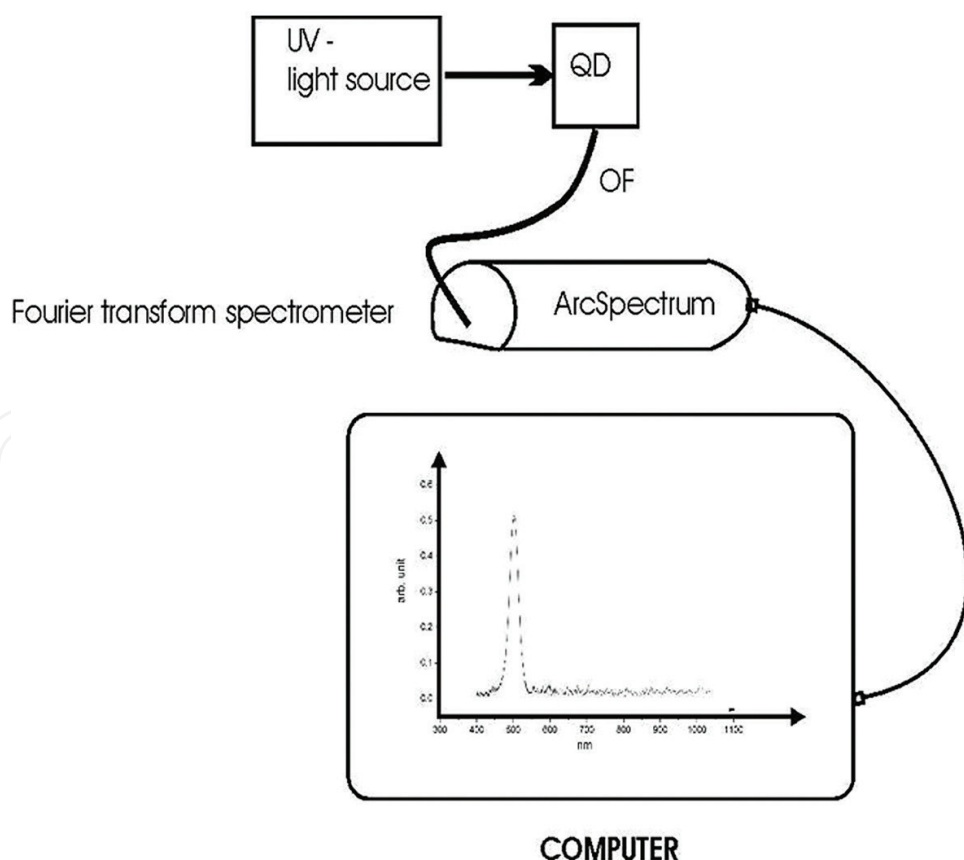 UV -
light source
QD
OF
Fourier transform spectrometer
ArcSpectrum
0.6
0.5
0.4
0.3
0.2
0.1
0.0
arb. unit
300 400 500 600 700 800 900 1000 1100
nm
COMPUTER